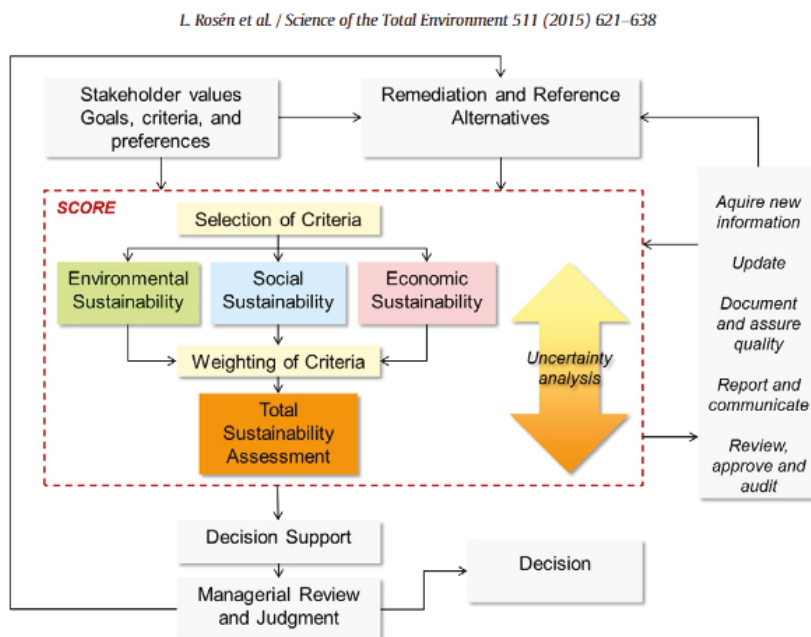 L. Rosén et al. / Science of the Total Environment 511 (2015) 621–638
Stakeholder values
Goals, criteria, and
preferences
Remediation and Reference
Alternatives
SCORE
Selection of Criteria
Environmental
Sustainability
Social
Sustainability
Economic
Sustainability
Weighting of Criteria
Total
Sustainability
Assessment
Uncertainty
analysis
Aquire new
information
Update
Document
and assure
quality
Report and
communicate
Review,
approve and
audit
Decision Support
Managerial Review
and Judgment
Decision